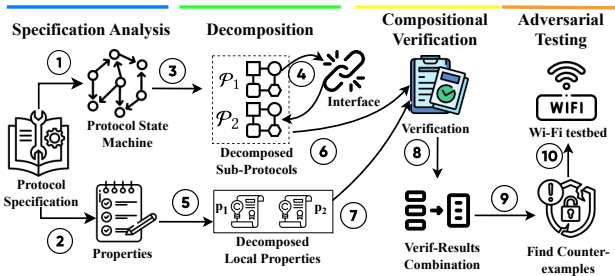 Specification Analysis
Decomposition
Compositional
Verification
Adversarial
Testing
1
3
P1
P2
4
Interface
WIFI
Wi-Fi testbed
Protocol State
Machine
Decomposed
Sub-Protocols
6
Verification
8
10
Protocol
Specification
2
5
p1
p2
7
9
Properties
Decomposed
Local Properties
Verif-Results
Combination
Find Counter-
examples